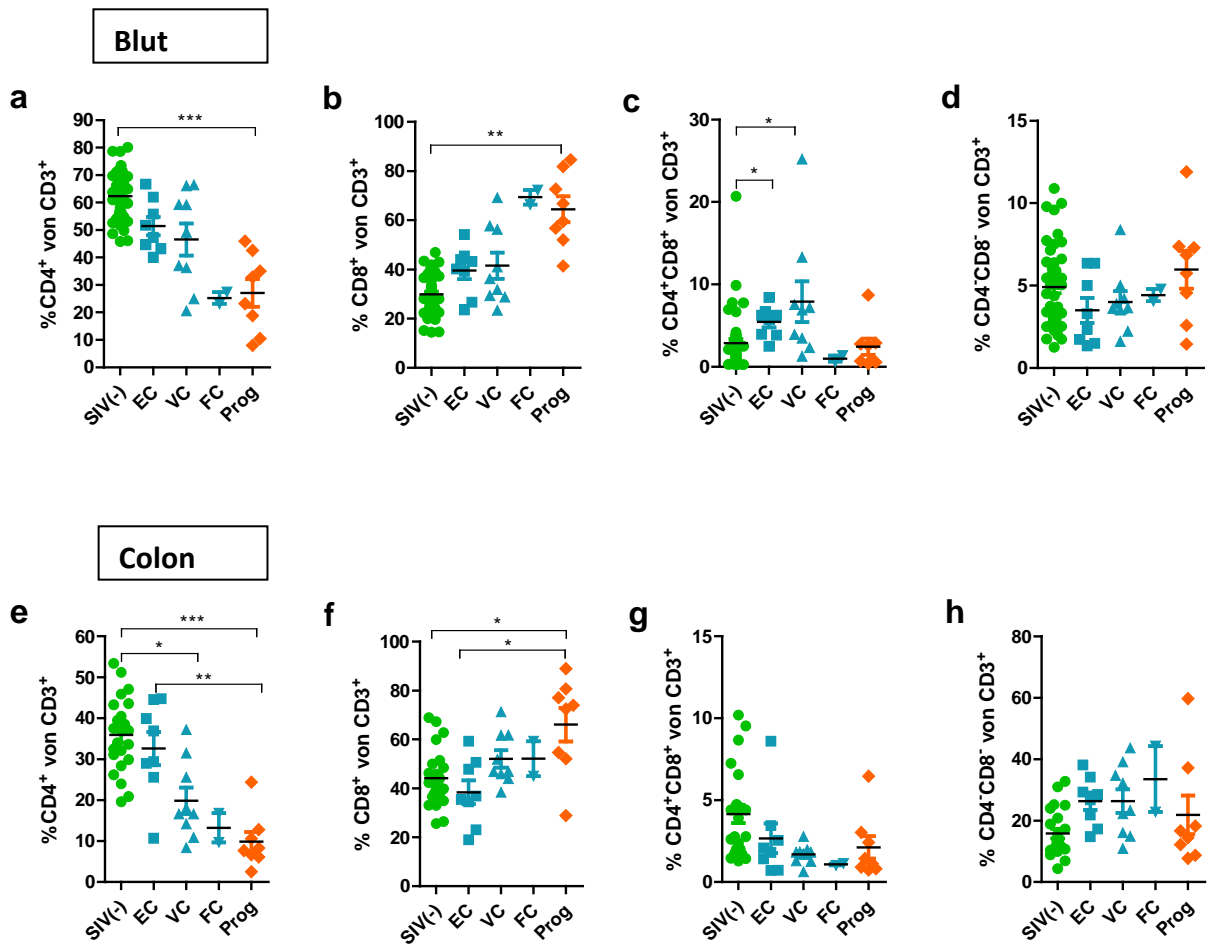 Blut
a
b
c
d
%CD4+ von CD3+
90
80
70
60
50
40
30
20
10
0
***
SIV(-)
EC
VC
FC
Prog
% CD8+ von CD3+
100
80
60
40
20
0
**
SIV(-)
EC
VC
FC
Prog
% CD4+CD8+ von CD3+
30
20
10
0
*
*
SIV(-)
EC
VC
FC
Prog
% CD4-CD8- von CD3+
15
10
5
0
SIV(-)
EC
VC
FC
Prog
Colon
e
f
g
h
%CD4+ von CD3+
60
50
40
30
20
10
0
***
*
**
SIV(-)
EC
VC
FC
Prog
% CD8+ von CD3+
100
80
60
40
20
0
*
*
SIV(-)
EC
VC
FC
Prog
% CD4+CD8+ von CD3+
15
10
5
0
SIV(-)
EC
VC
FC
Prog
% CD4-CD8- von CD3+
80
60
40
20
0
SIV(-)
EC
VC
FC
Prog